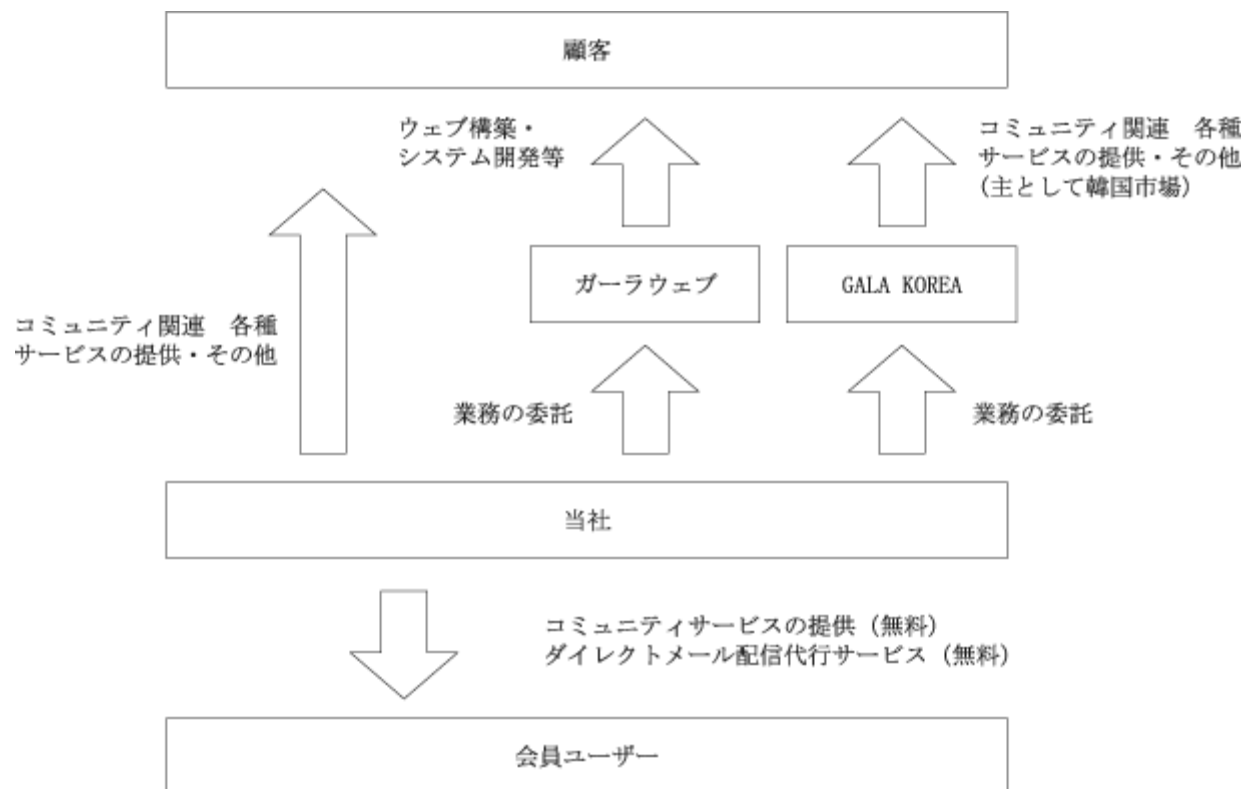 顧客
ウェブ構築・
システム開発等
コミュニティ関連　各種
サービスの提供・その他
(主として韓国市場)
ガーラウェブ
GALA KOREA
コミュニティ関連　各種
サービスの提供・その他
業務の委託
業務の委託
当社
コミュニティサービスの提供 (無料)
ダイレクトメール配信代行サービス (無料)
会員ユーザー